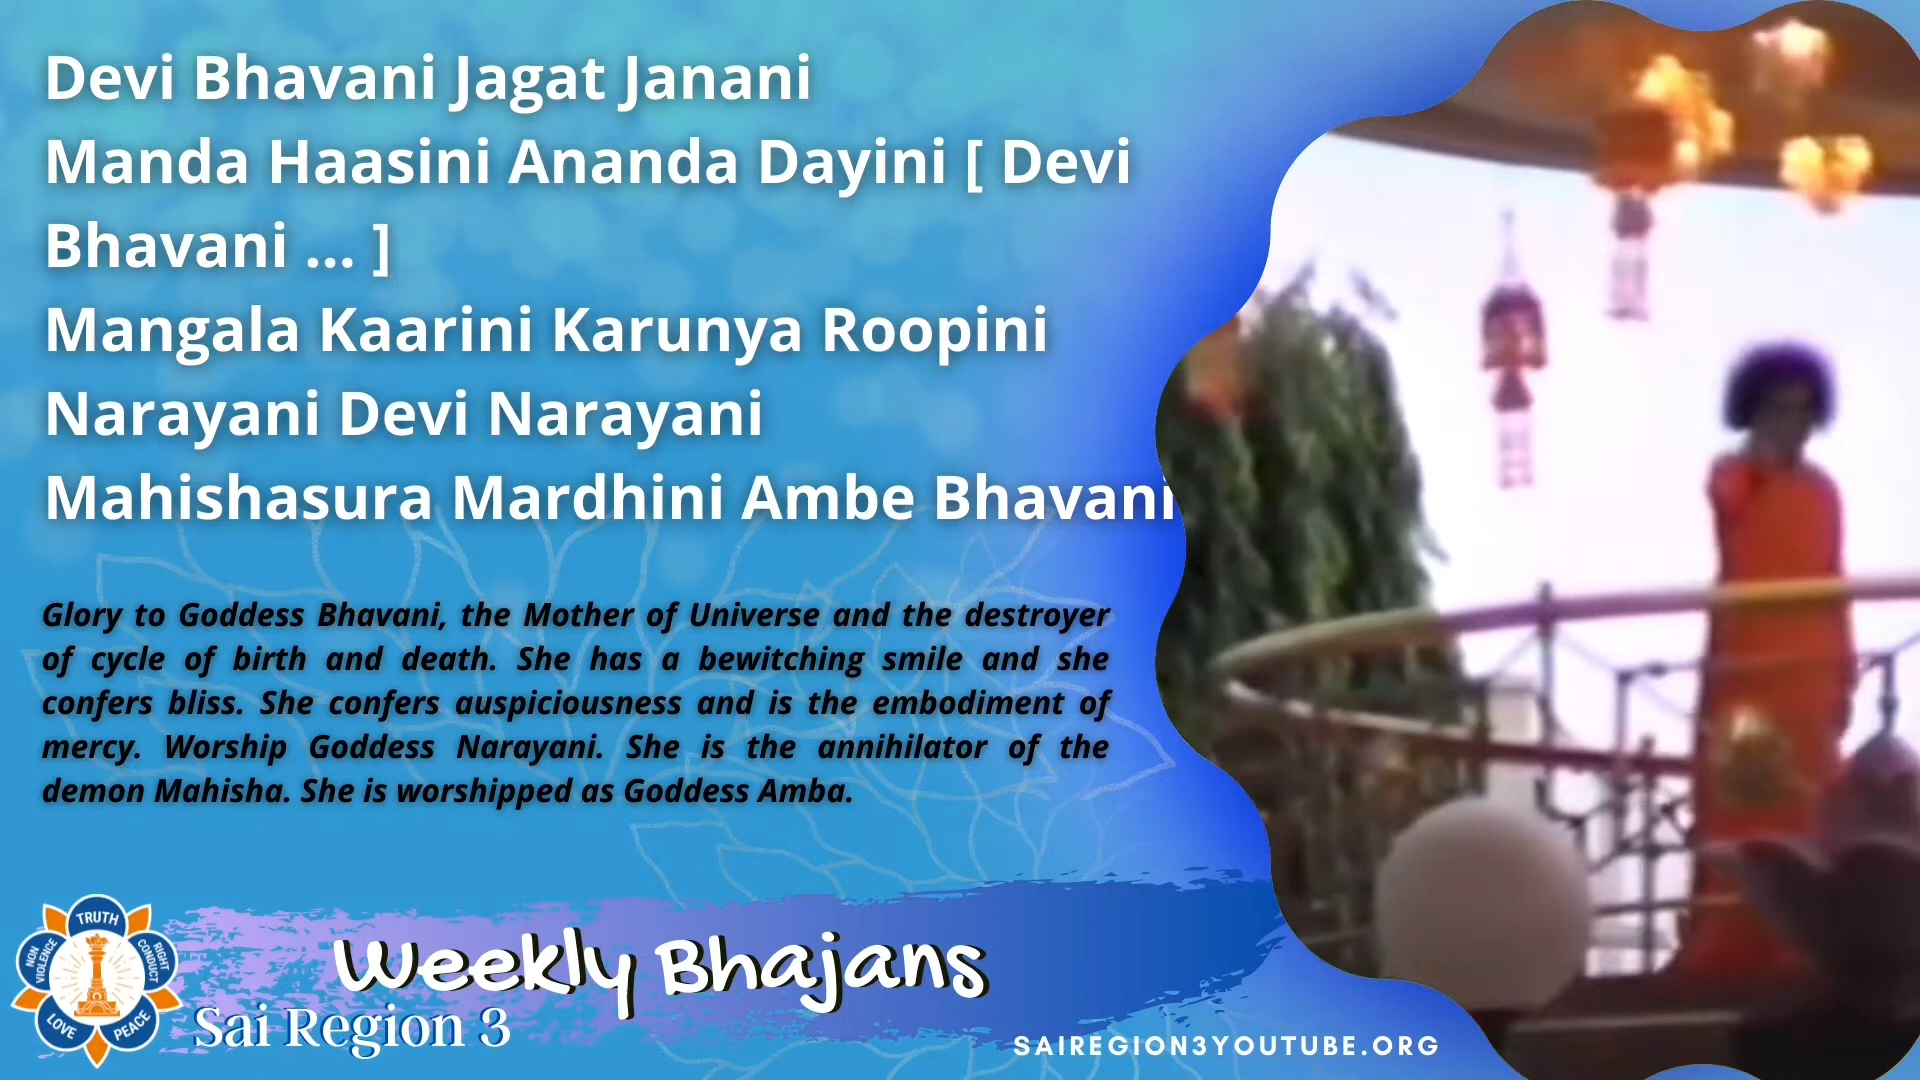 Devi Bhavani Jagat Janani
Manda Haasini Ananda Dayini [ Devi
Bhavani ... ]
Mangala Kaarini Karunya Roopini
Narayani Devi Narayani
Mahishasura Mardhini Ambe Bhavani
Glory to Goddess Bhavani, the Mother of Universe and the destroyer
of cycle of birth and death. She has a bewitching smile and she
confers bliss. She confers auspiciousness and is the embodiment of
mercy. Worship Goddess Narayani. She is the annihilator of the
demon Mahisha. She is worshipped as Goddess Amba.
TRUTH
NON
VIOLENCE
RIGHT
CONDUCT
LOVE
PEACE
Weekly Bhajans
Sai Region 3
SAIREGION3YOUTUBE.ORG